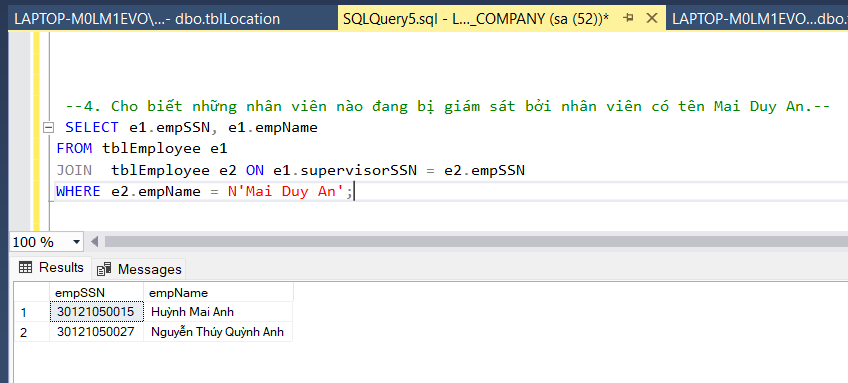 LAPTOP-M0LM1EVO\...- dbo.tblLocation
SQLQuery5.sql - L..._COMPANY (sa (52))*
LAPTOP-M0LM1EVO...dbo.t
--4. Cho biết những nhân viên nào đang bị giám sát bởi nhân viên có tên Mai Duy An.--
SELECT e1.empSSN, e1.empName
FROM tblEmployee e1
JOIN  tblEmployee e2 ON e1.supervisorSSN = e2.empSSN
WHERE e2.empName = N'Mai Duy An';
100 %
Results
Messages
empSSN empName
1 30121050015 Huỳnh Mai Anh
2 30121050027 Nguyễn Thúy Quỳnh Anh